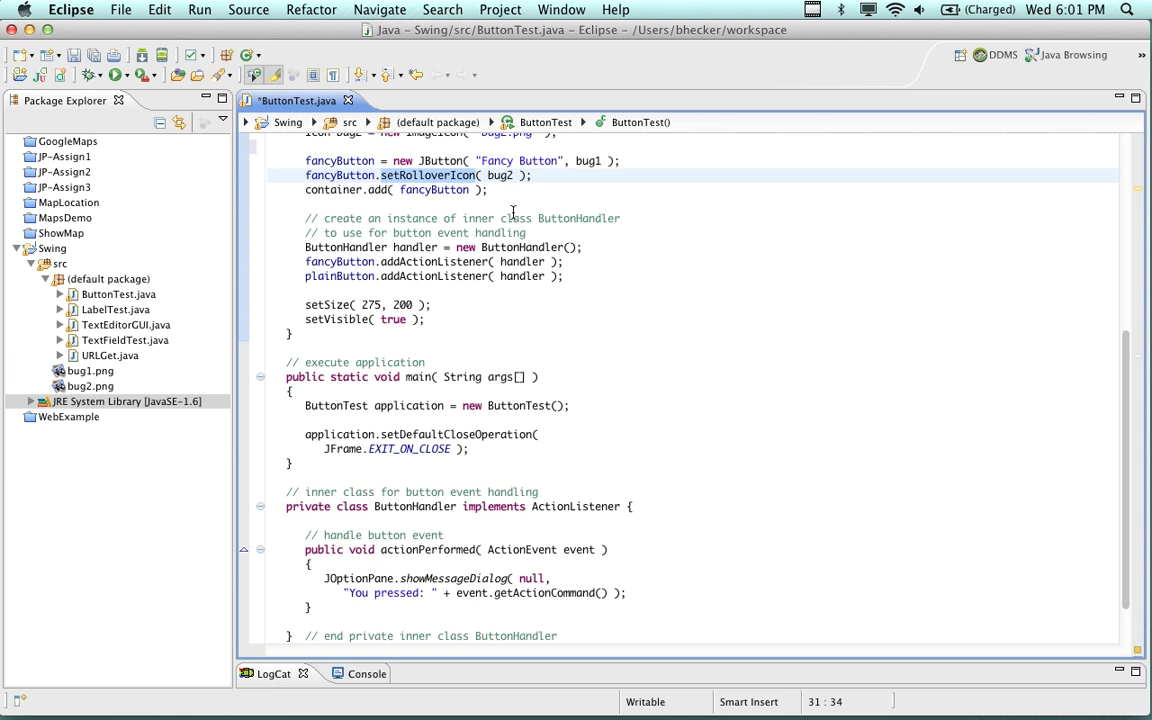 Eclipse File Edit Source Refactor Navigate Search Project Window Help (Charged) Wed 6:01 PM
Java – Swing/src/ButtonTest.java – Eclipse – /Users/bhecker/workspace
DDMS Java Browsing »
Package Explorer
GoogleMaps
JP-Assign1
JP-Assign2
JP-Assign3
MapLocation
MapsDemo
ShowMap
Swing
src
(default package)
ButtonTest.java
LabelTest.java
TextEditorGUI.java
TextFieldTest.java
URLGet.java
bug1.png
bug2.png
JRE System Library [JavaSE-1.6]
WebExample
*ButtonTest.java
Swing src (default package) ButtonTest ButtonTest()
Icon bug2 = new ImageIcon( "bug2.png" );
fancyButton = new JButton( "Fancy Button", bug1 );
fancyButton.setRolloverIcon( bug2 );
container.add( fancyButton );
// create an instance of inner class ButtonHandler
// to use for button event handling
ButtonHandler handler = new ButtonHandler();
fancyButton.addActionListener( handler );
plainButton.addActionListener( handler );
setSize( 275, 200 );
setVisible( true );
}
// execute application
public static void main( String args[] )
{
ButtonTest application = new ButtonTest();
application.setDefaultCloseOperation(
JFrame.EXIT_ON_CLOSE );
}
// inner class for button event handling
private class ButtonHandler implements ActionListener {
// handle button event
public void actionPerformed( ActionEvent event )
{
JOptionPane.showMessageDialog( null,
"You pressed: " + event.getActionCommand() );
}
} // end private inner class ButtonHandler
LogCat Console
Writable Smart Insert 31 : 34